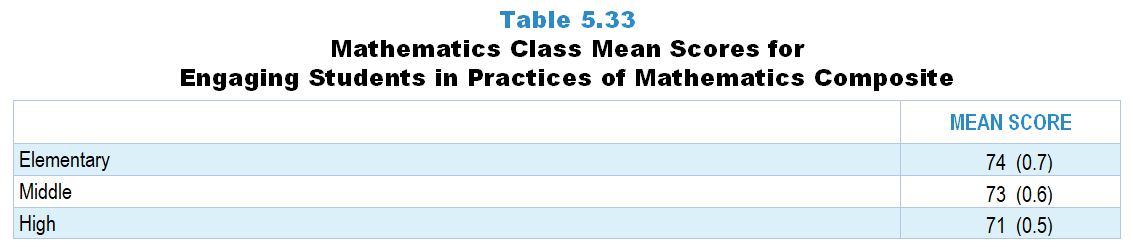 Table 5.33
Mathematics Class Mean Scores for
Engaging Students in Practices of Mathematics Composite
MEAN SCORE
Elementary 74 (0.7)
Middle 73 (0.6)
High 71 (0.5)